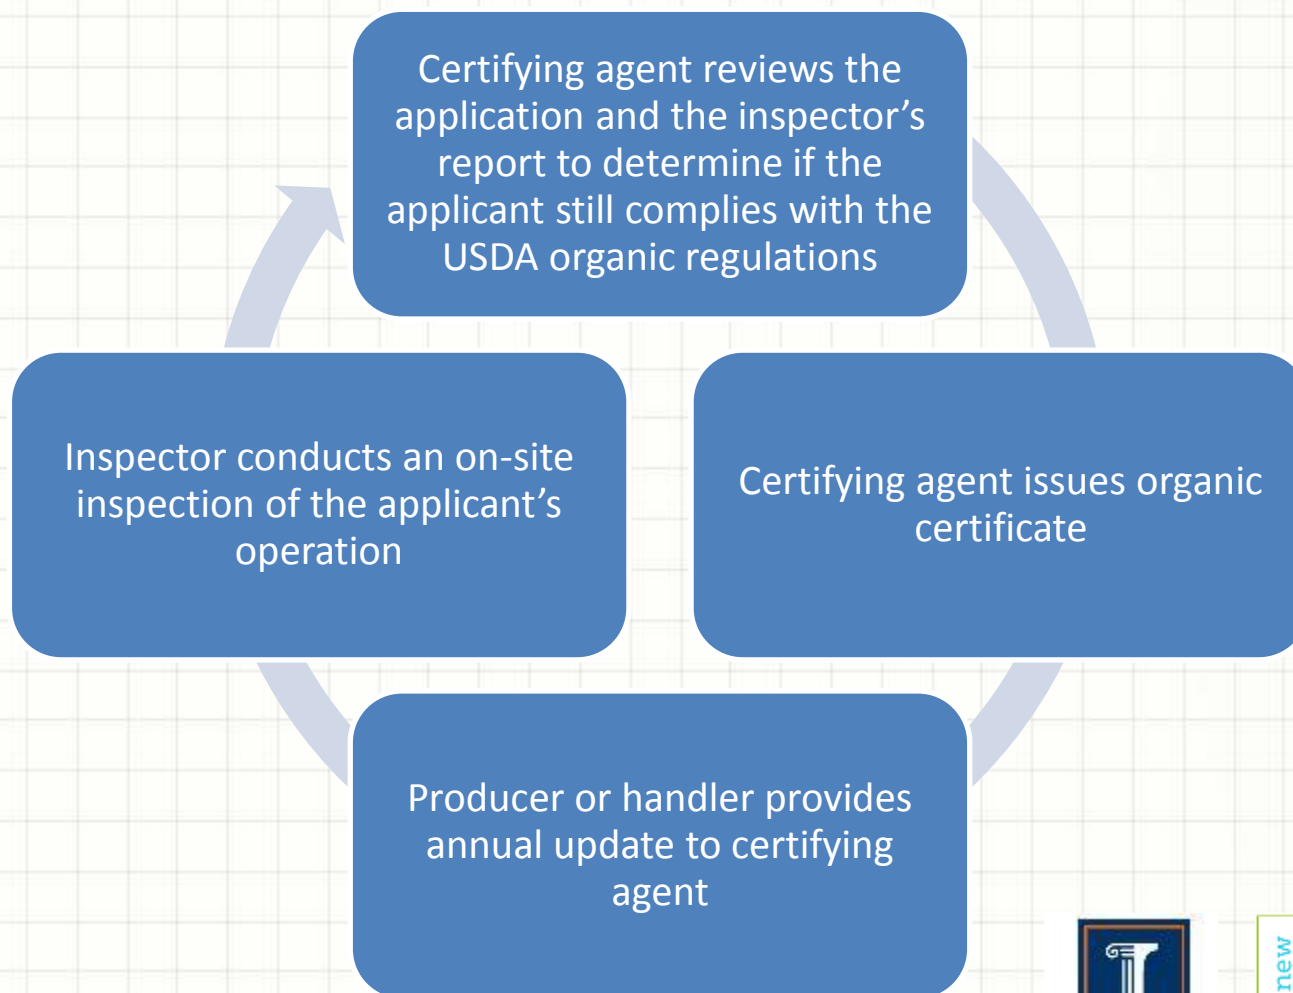 Certifying agent reviews the
application and the inspector’s
report to determine if the
applicant still complies with the
USDA organic regulations
Inspector conducts an on-site
inspection of the applicant’s
operation
Certifying agent issues organic
certificate
Producer or handler provides
annual update to certifying
agent
new